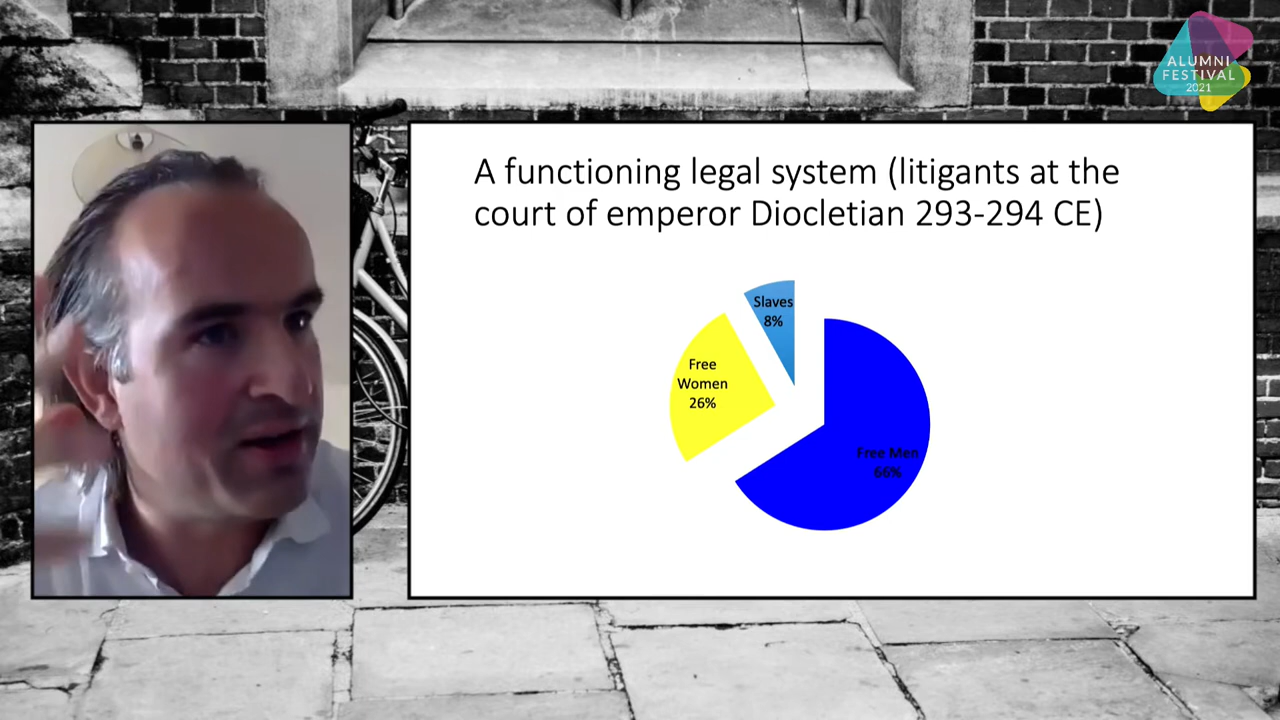 ALUMNI
FESTIVAL
2021
A functioning legal system (litigants at the
court of emperor Diocletian 293-294 CE)
Slaves
8%
Free
Women
26%
Free Men
66%